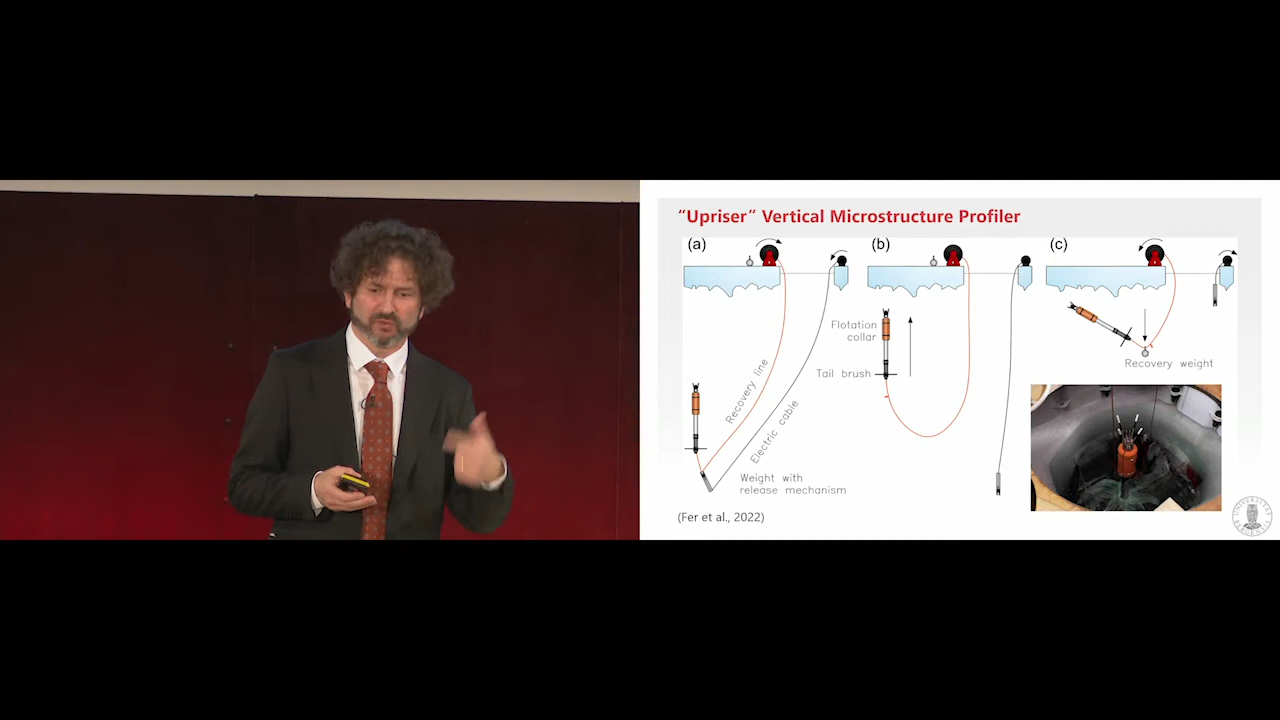 “Upriser” Vertical Microstructure Profiler
(a)
(b)
(c)
Flotation
collar
Tail brush
Recovery line
Electric cable
Weight with
release mechanism
Recovery weight
(Fer et al., 2022)